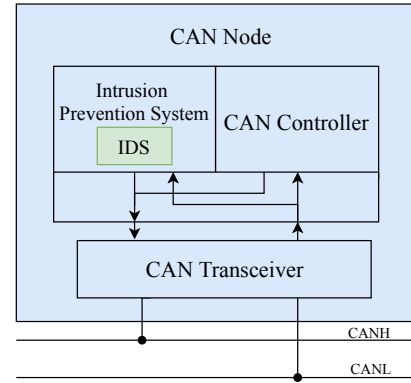 CAN Node
Intrusion
Prevention System
IDS
CAN Controller
CAN Transceiver
CANH
CANL